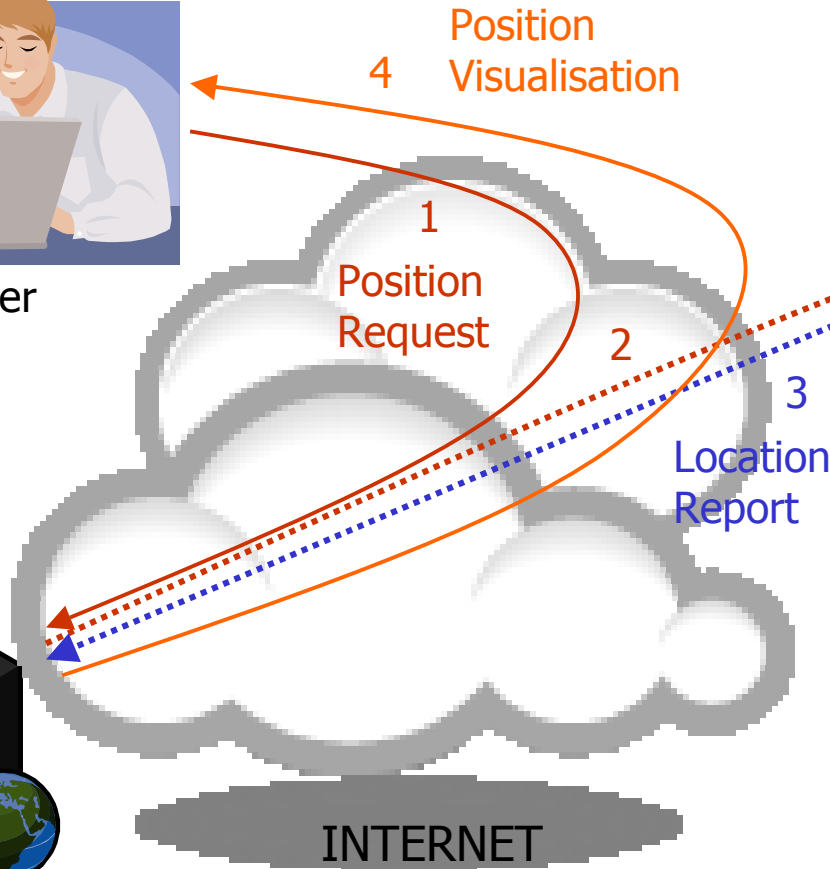 Position
4 Visualisation
1
er
Position
Request
2
3
Location
Report
INTERNET